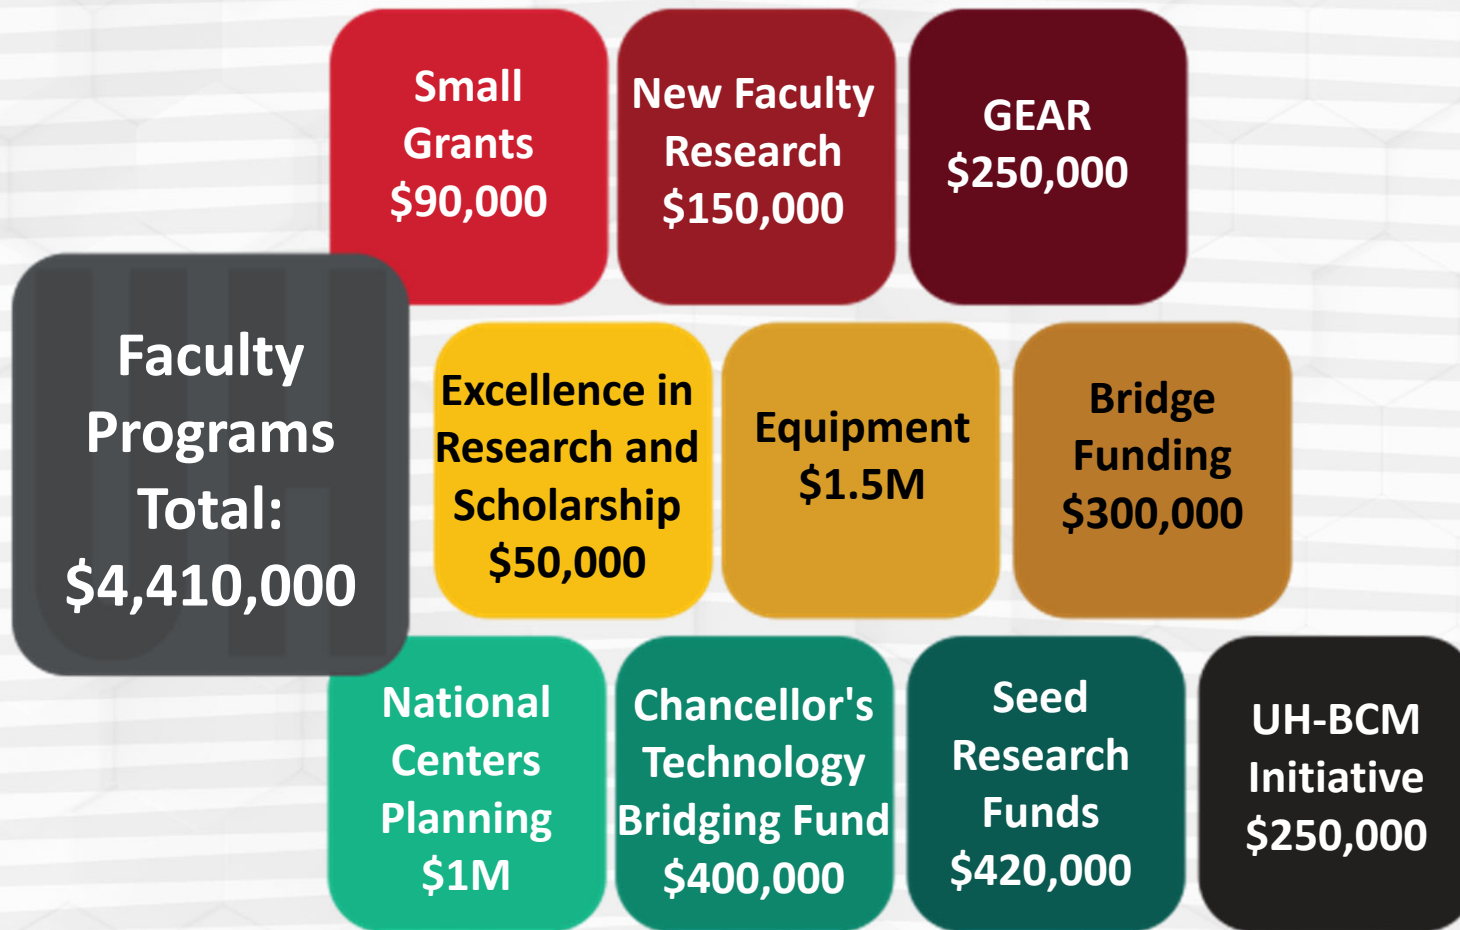 Small
Grants
$90,000
New Faculty
Research
$150,000
GEAR
$250,000
Faculty
Programs
Total:
$4,410,000
Excellence in
Research and
Scholarship
$50,000
Equipment
$1.5M
Bridge
Funding
$300,000
National
Centers
Planning
$1M
Chancellor's
Technology
Bridging Fund
$400,000
Seed
Research
Funds
$420,000
UH-BCM
Initiative
$250,000